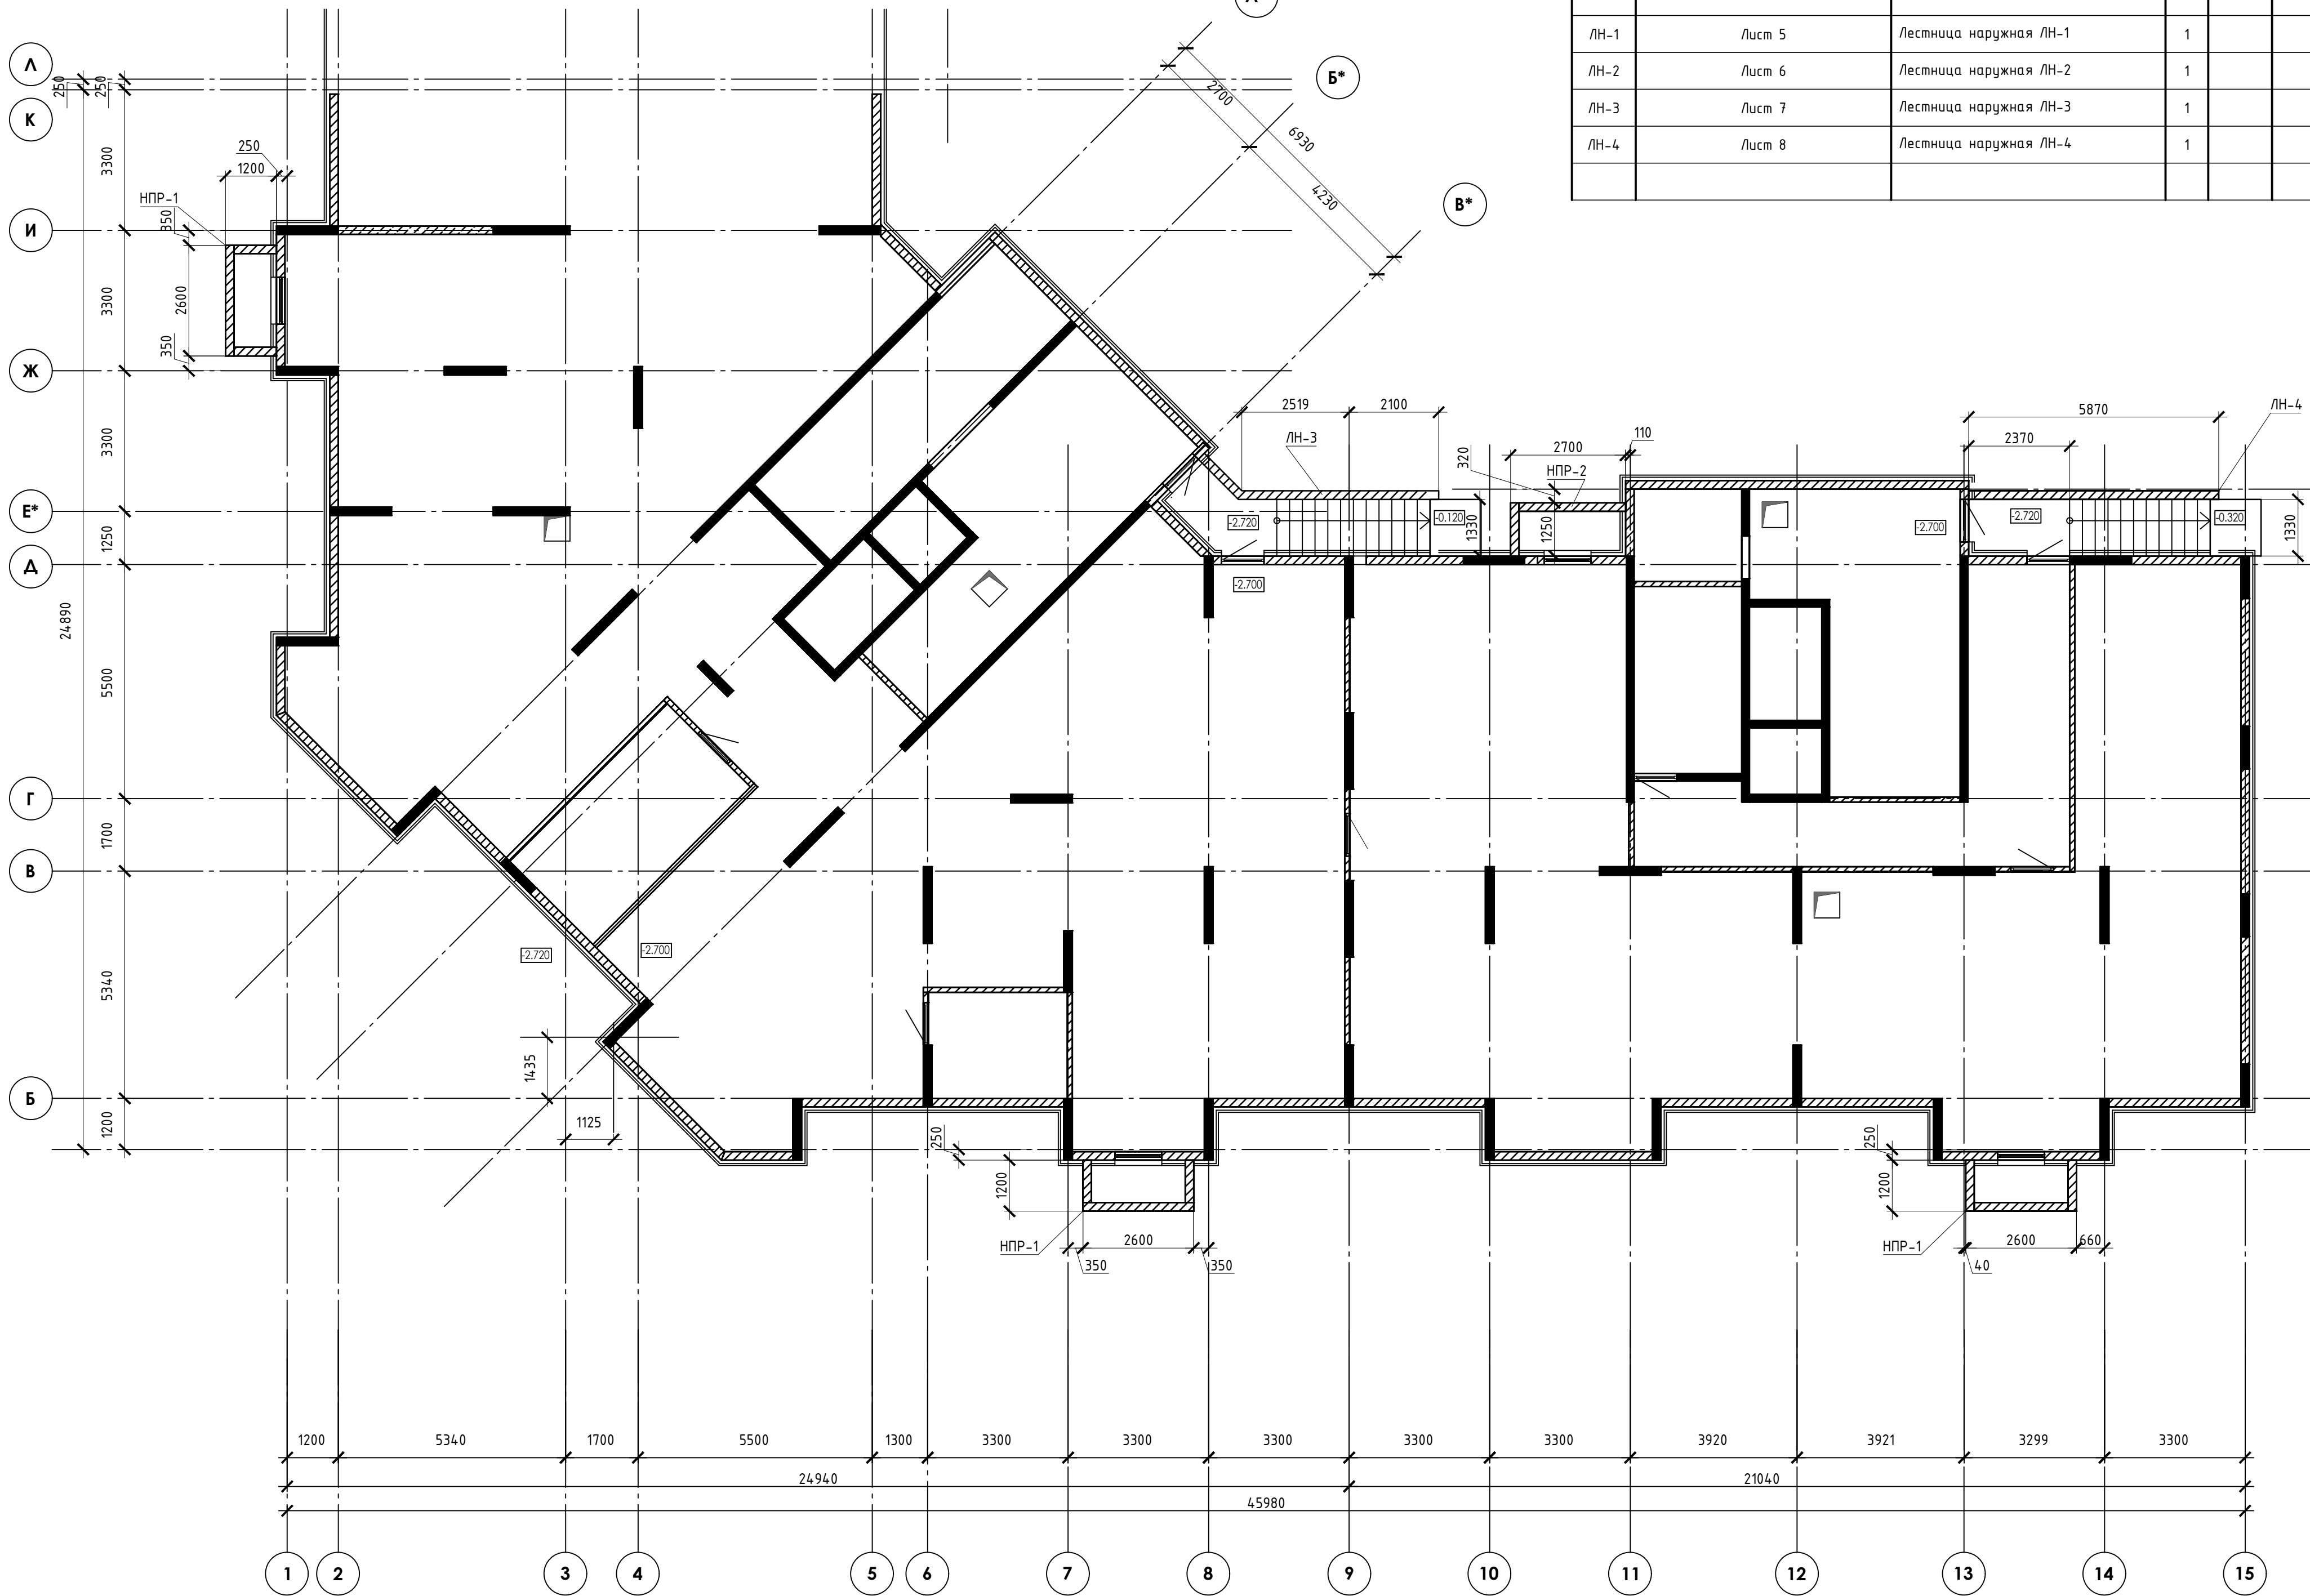 А*
Б*
В*
ЛН-1 Лист 5 Лестница наружная ЛН-1 1
ЛН-2 Лист 6 Лестница наружная ЛН-2 1
ЛН-3 Лист 7 Лестница наружная ЛН-3 1
ЛН-4 Лист 8 Лестница наружная ЛН-4 1
Л
К
И
Ж
Е*
Д
Г
В
Б
250
250
3300
3300
3300
1250
5500
1700
5340
1200
24890
250
1200
НПР-1
350
2600
350
2700
6930
4230
2519
2100
ЛН-3
320
2700
110
НПР-2
5870
2370
ЛН-4
-2.720
-0.120
1330
1250
-2.700
-2.720
-0.320
1330
-2.700
-2.720
-2.700
1435
1125
250
1200
НПР-1
2600
350
350
250
1200
НПР-1
2600
660
40
1200 5340 1700 5500 1300 3300 3300 3300 3300 3300 3920 3921 3299 3300
24940 21040
45980
1 2 3 4 5 6 7 8 9 10 11 12 13 14 15